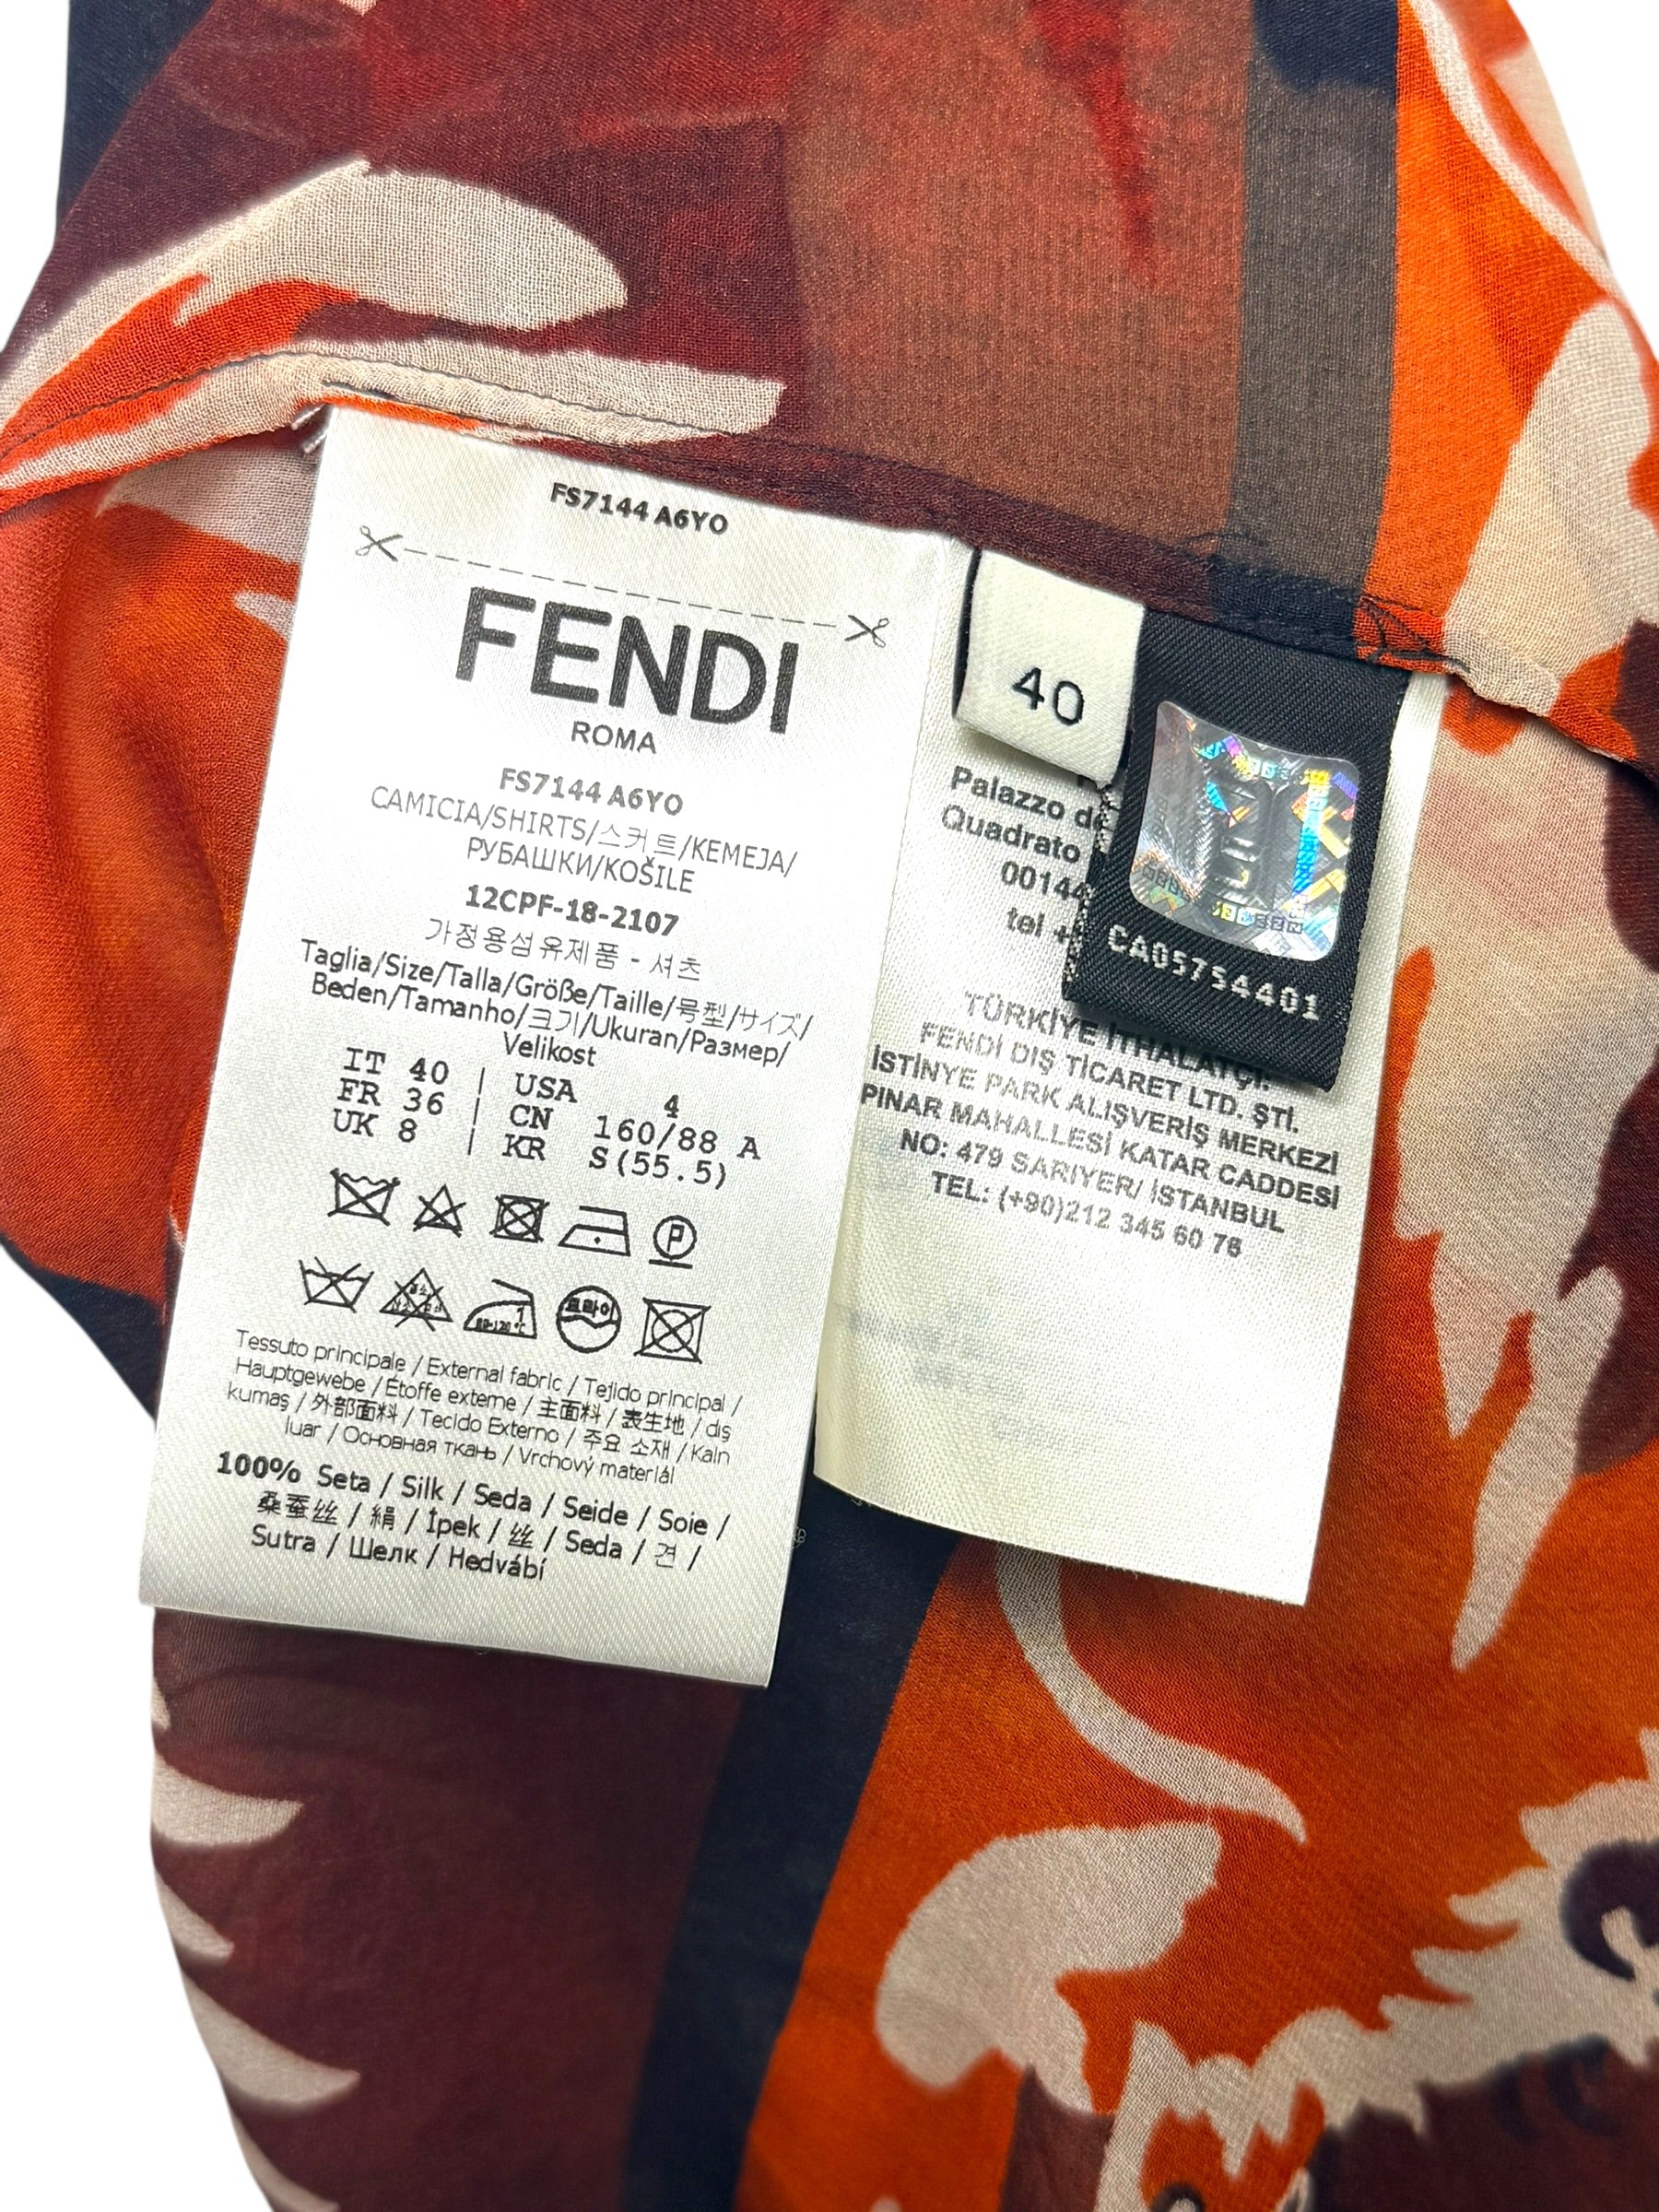 FS7144 A6YO
FENDI
ROMA
FS7144 A6YO
CAMICIA/SHIRTS/스커트/KEMEJA/
РУБАШКИ/KOŠILE
12CPF-18-2107
가정용섬유제품 - 셔츠
Taglia/Size/Talla/Größe/Taille/号型/サイズ/
Beden/Tamanho/크기/Ukuran/Размер/
Velikost
IT 40 | USA 4
FR 36 | CN 160/88 A
UK 8 | KR S(55.5)
P
80-120°C
드라이
Tessuto principale / External fabric / Tejido principal /
Hauptgewebe / Étoffe externe / 主面料 / 表生地 / dış
kumaş / 外部面料 / Tecido Externo / 주요 소재 / Kain
luar / Основная ткань / Vrchový materiál
100% Seta / Silk / Seda / Seide / Soie /
桑蚕丝 / 絹 / İpek / 丝 / Seda / 견 /
Sutra / Шелк / Hedvábí
40
Palazzo
Quadrato
00144
tel +
CA05754401
TÜRKİYE İTHALATÇI:
FENDİ DIŞ TİCARET LTD. ŞTİ.
İSTİNYE PARK ALIŞVERİŞ MERKEZİ
PINAR MAHALLESİ KATAR CADDESİ
NO: 479 SARIYER/ İSTANBUL
TEL: (+90)212 345 60 76